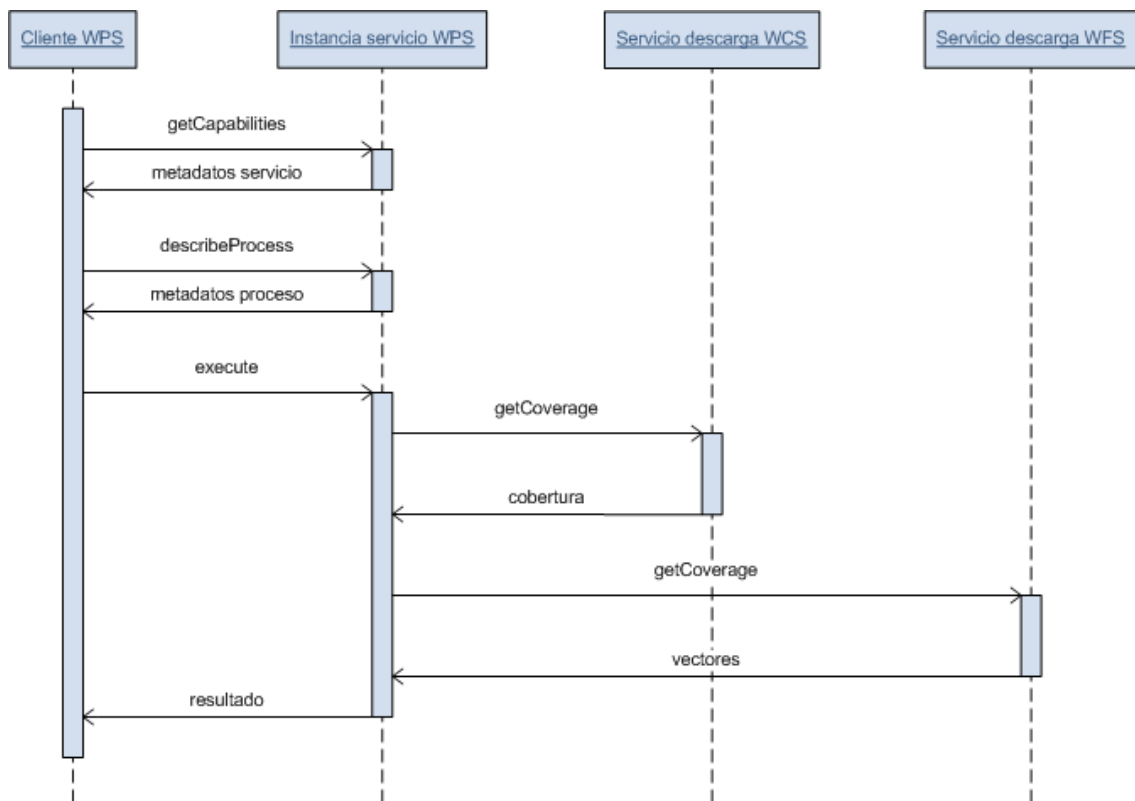 Cliente WPS
Instancia servicio WPS
Servicio descarga WCS
Servicio descarga WFS
getCapabilities
metadatos servicio
describeProcess
metadatos proceso
execute
getCoverage
cobertura
getCoverage
vectores
resultado